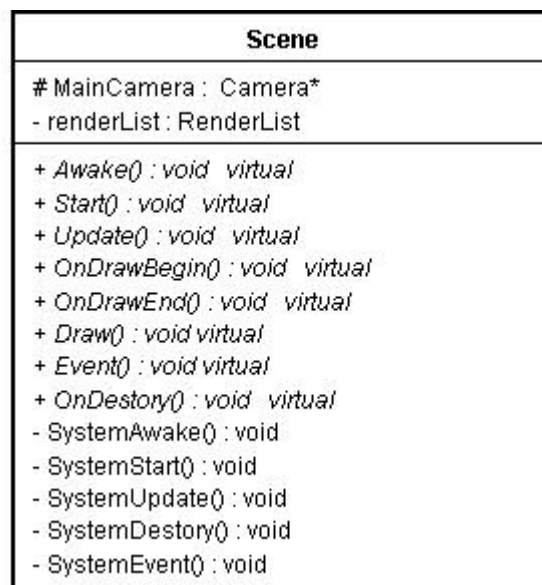 Scene
# MainCamera : Camera*
- renderList : RenderList
+ Awake() : void virtual
+ Start() : void virtual
+ Update() : void virtual
+ OnDrawBegin() : void virtual
+ OnDrawEnd() : void virtual
+ Draw() : void virtual
+ Event() : void virtual
+ OnDestory() : void virtual
- SystemAwake() : void
- SystemStart() : void
- SystemUpdate() : void
- SystemDestory() : void
- SystemEvent() : void